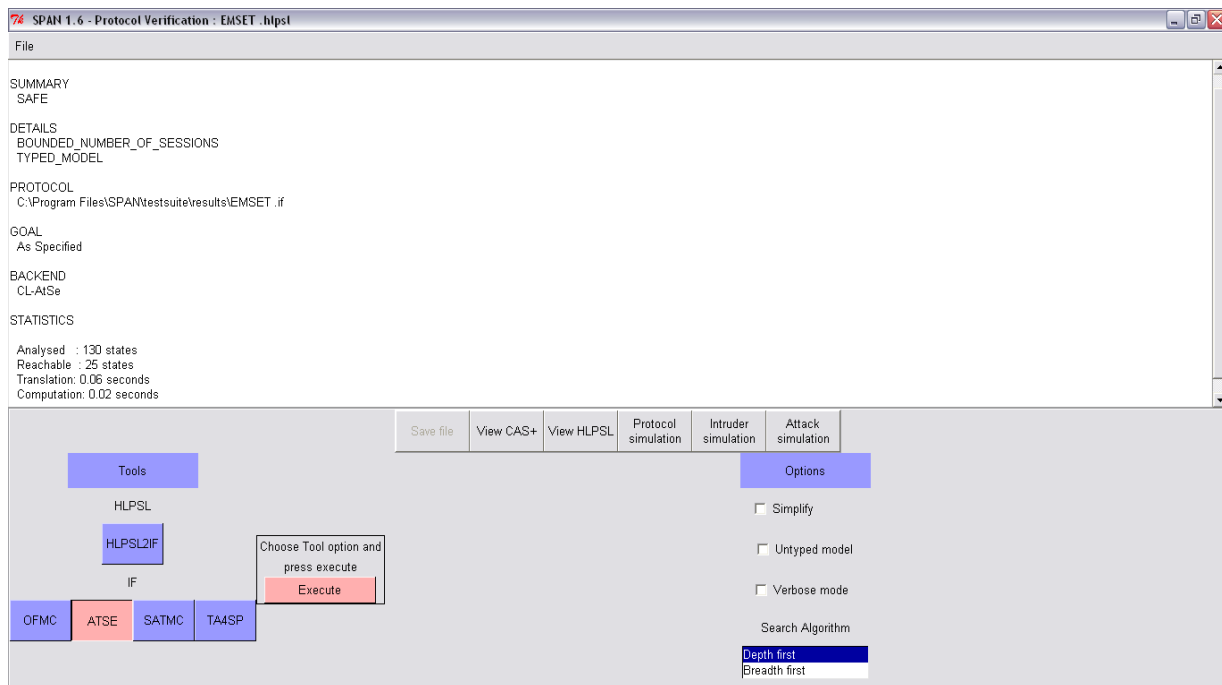 SPAN 1.6 - Protocol Verification : EMSET .hlpsl
File
SUMMARY
SAFE
DETAILS
BOUNDED_NUMBER_OF_SESSIONS
TYPED_MODEL
PROTOCOL
C:\Program Files\SPAN\testsuite\results\EMSET .if
GOAL
As Specified
BACKEND
CL-AtSe
STATISTICS
Analysed : 130 states
Reachable : 25 states
Translation: 0.06 seconds
Computation: 0.02 seconds
Save file
View CAS+
View HLPSL
Protocol
simulation
Intruder
simulation
Attack
simulation
Tools
HLPSL
HLPSL2IF
IF
OFMC
ATSE
SATMC
TA4SP
Choose Tool option and
press execute
Execute
Options
Simplify
Untyped model
Verbose mode
Search Algorithm
Depth first
Breadth first